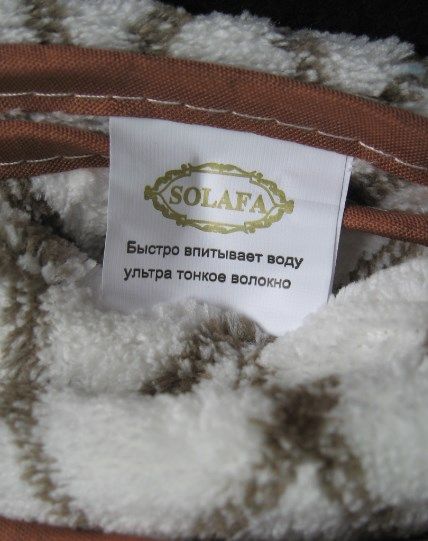 SOLAFA
Быстро впитывает воду
ультра тонкое волокно